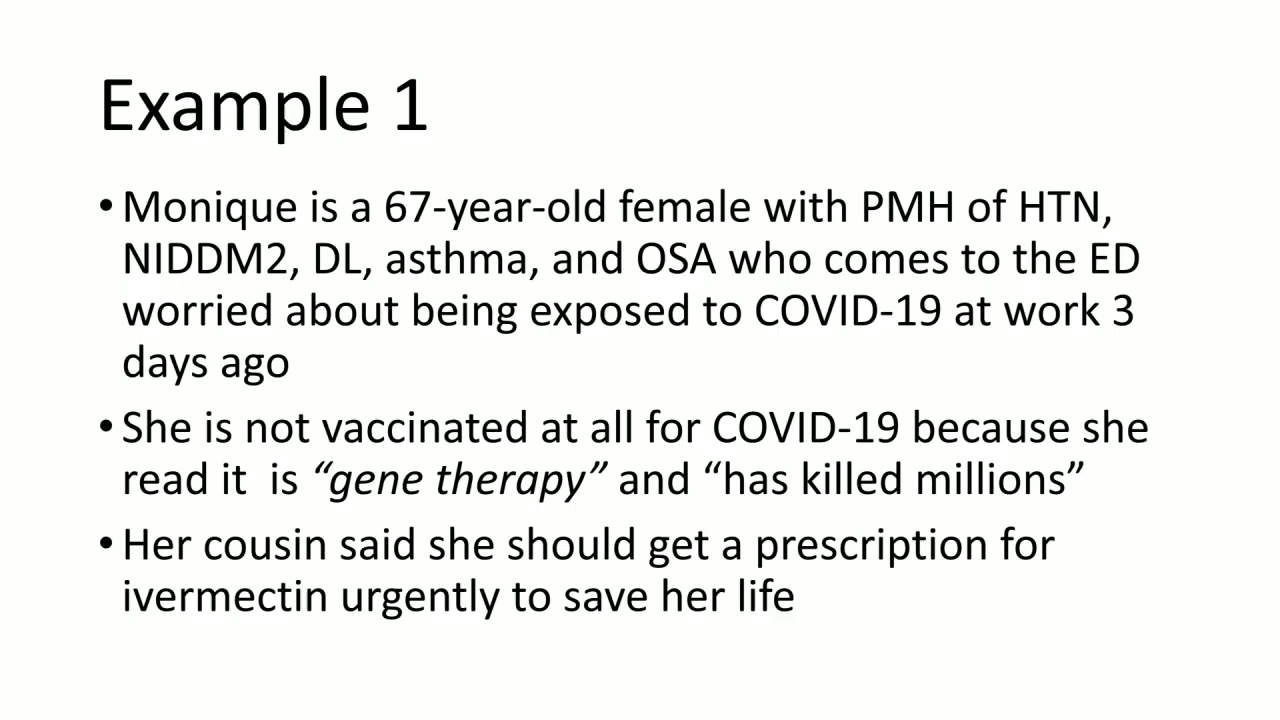 Example 1
• Monique is a 67-year-old female with PMH of HTN,
NIDDM2, DL, asthma, and OSA who comes to the ED
worried about being exposed to COVID-19 at work 3
days ago
• She is not vaccinated at all for COVID-19 because she
read it  is “gene therapy” and “has killed millions”
• Her cousin said she should get a prescription for
ivermectin urgently to save her life